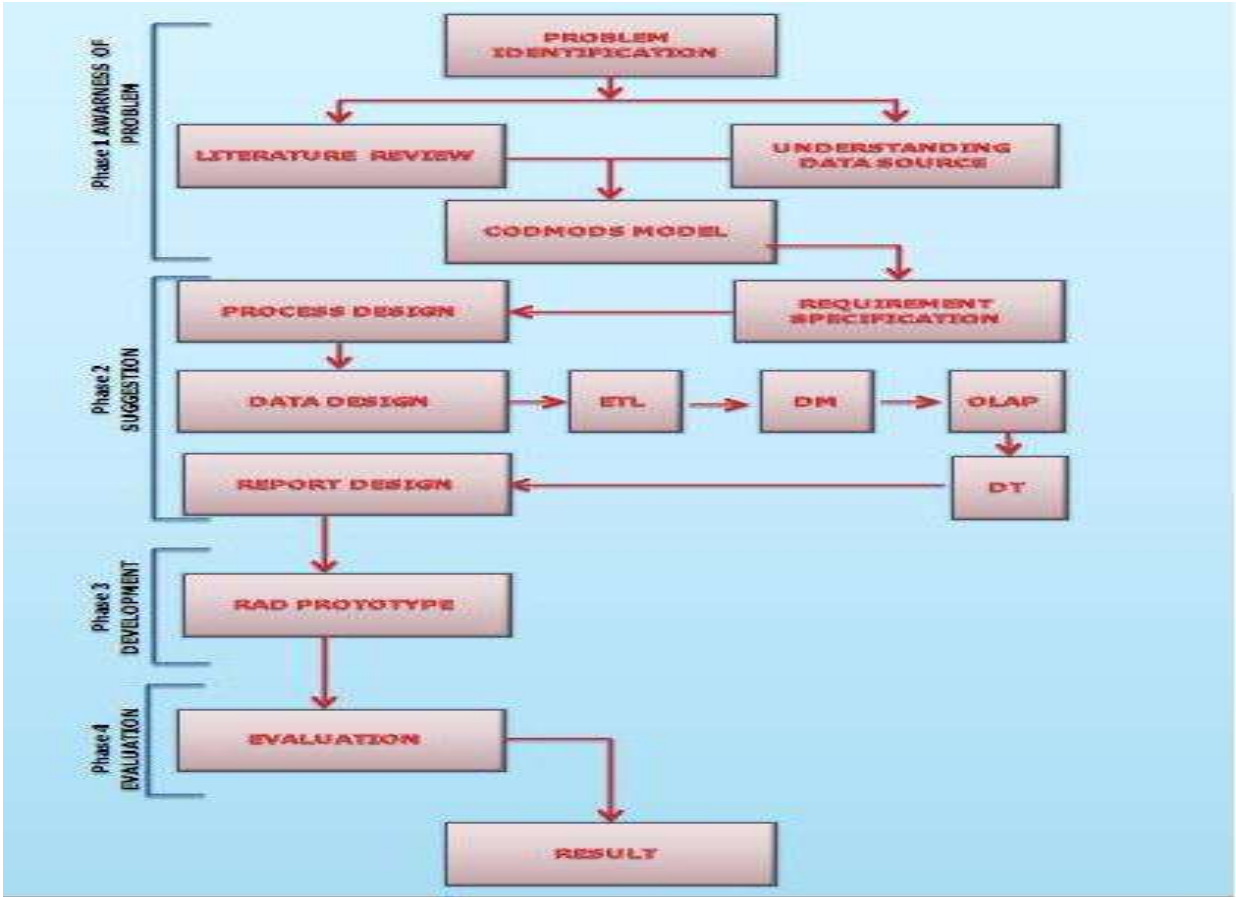 Phase 1 AWARNESS OF
PROBLEM
PROBLEM
IDENTIFICATION
LITERATURE REVIEW
UNDERSTANDING
DATA SOURCE
CODMODS MODEL
Phase 2
SUGGESTION
PROCESS DESIGN
REQUIREMENT
SPECIFICATION
DATA DESIGN
ETL
DM
OLAP
REPORT DESIGN
DT
Phase 3
DEVELOPMENT
RAD PROTOTYPE
Phase 4
EVALUATION
EVALUATION
RESULT